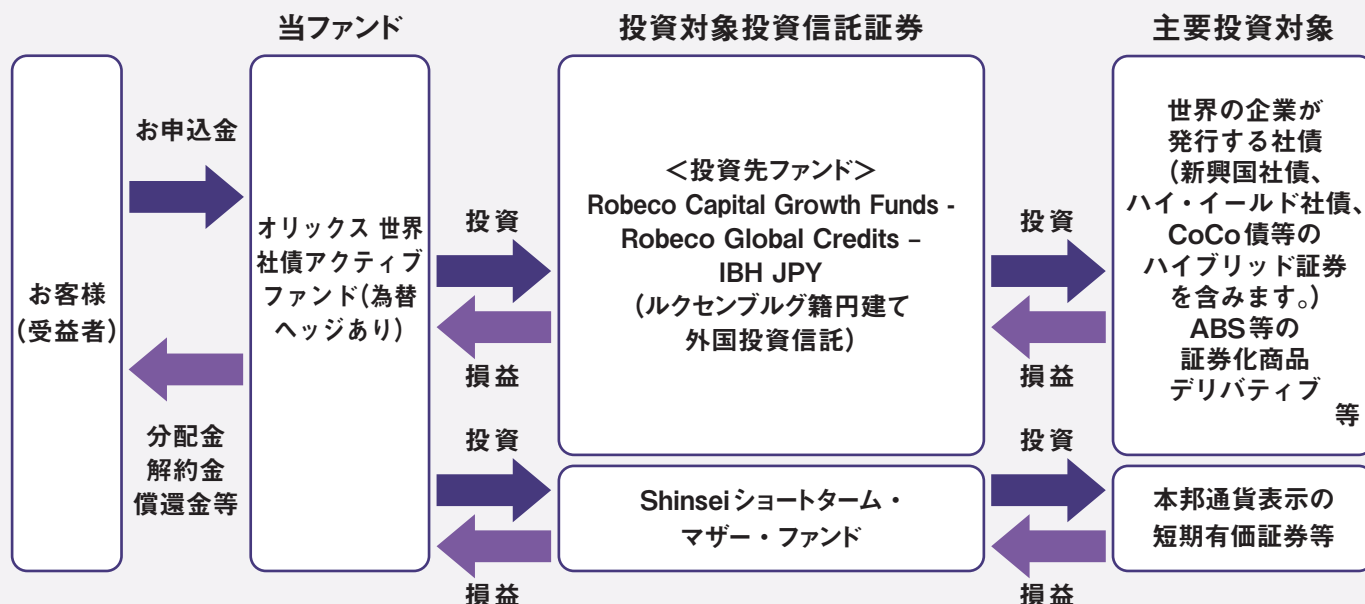 当ファンド
投資対象投資信託証券
主要投資対象
お客様
(受益者)
お申込金
分配金
解約金
償還金等
オリックス 世界
社債アクティブ
ファンド(為替
ヘッジあり)
投資
損益
投資
損益
＜投資先ファンド＞
Robeco Capital Growth Funds -
Robeco Global Credits –
IBH JPY
(ルクセンブルグ籍円建て
外国投資信託)
Shinseiショートターム・
マザー・ファンド
投資
損益
投資
損益
世界の企業が
発行する社債
(新興国社債、
ハイ・イールド社債、
CoCo債等の
ハイブリッド証券
を含みます。)
ABS等の
証券化商品
デリバティブ
等
本邦通貨表示の
短期有価証券等